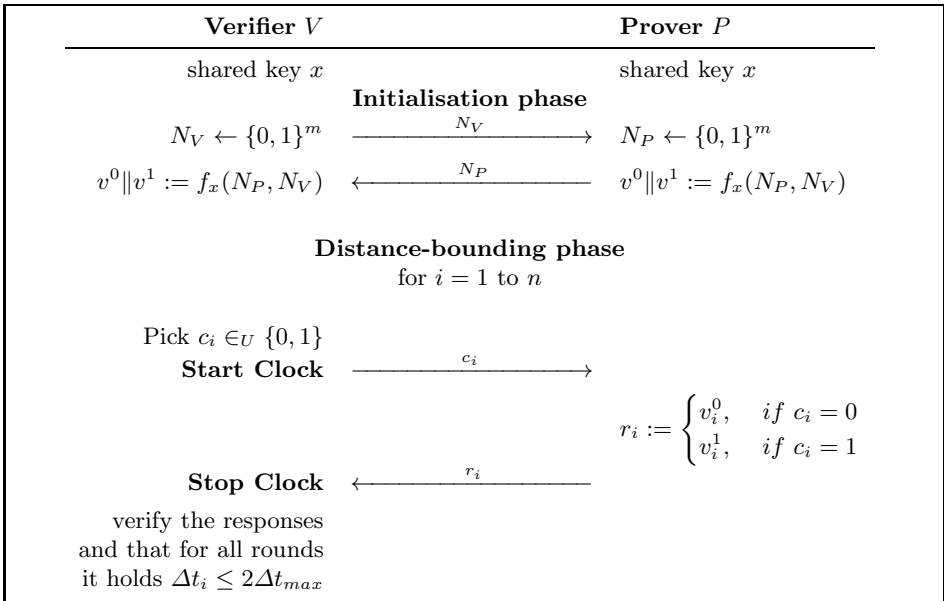 Verifier V Prover P
shared key x shared key x
Initialisation phase
N_V ← {0, 1}^m N_V N_P ← {0, 1}^m
v^0∥v^1 := f_x(N_P, N_V) N_P v^0∥v^1 := f_x(N_P, N_V)
Distance-bounding phase
for i = 1 to n
Pick c_i ∈_U {0, 1}
Start Clock c_i
r_i := { v_i^0, if c_i = 0
v_i^1, if c_i = 1
Stop Clock r_i
verify the responses
and that for all rounds
it holds Δt_i ≤ 2Δt_{max}